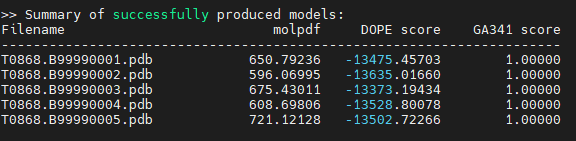 >> Summary of successfully produced models:
Filename                          molpdf     DOPE score    GA341 score
----------------------------------------------------------------------
T0868.B99990001.pdb            650.79236   -13475.45703        1.00000
T0868.B99990002.pdb            596.06995   -13635.01660        1.00000
T0868.B99990003.pdb            675.43011   -13373.19434        1.00000
T0868.B99990004.pdb            608.69806   -13528.80078        1.00000
T0868.B99990005.pdb            721.12128   -13502.72266        1.00000